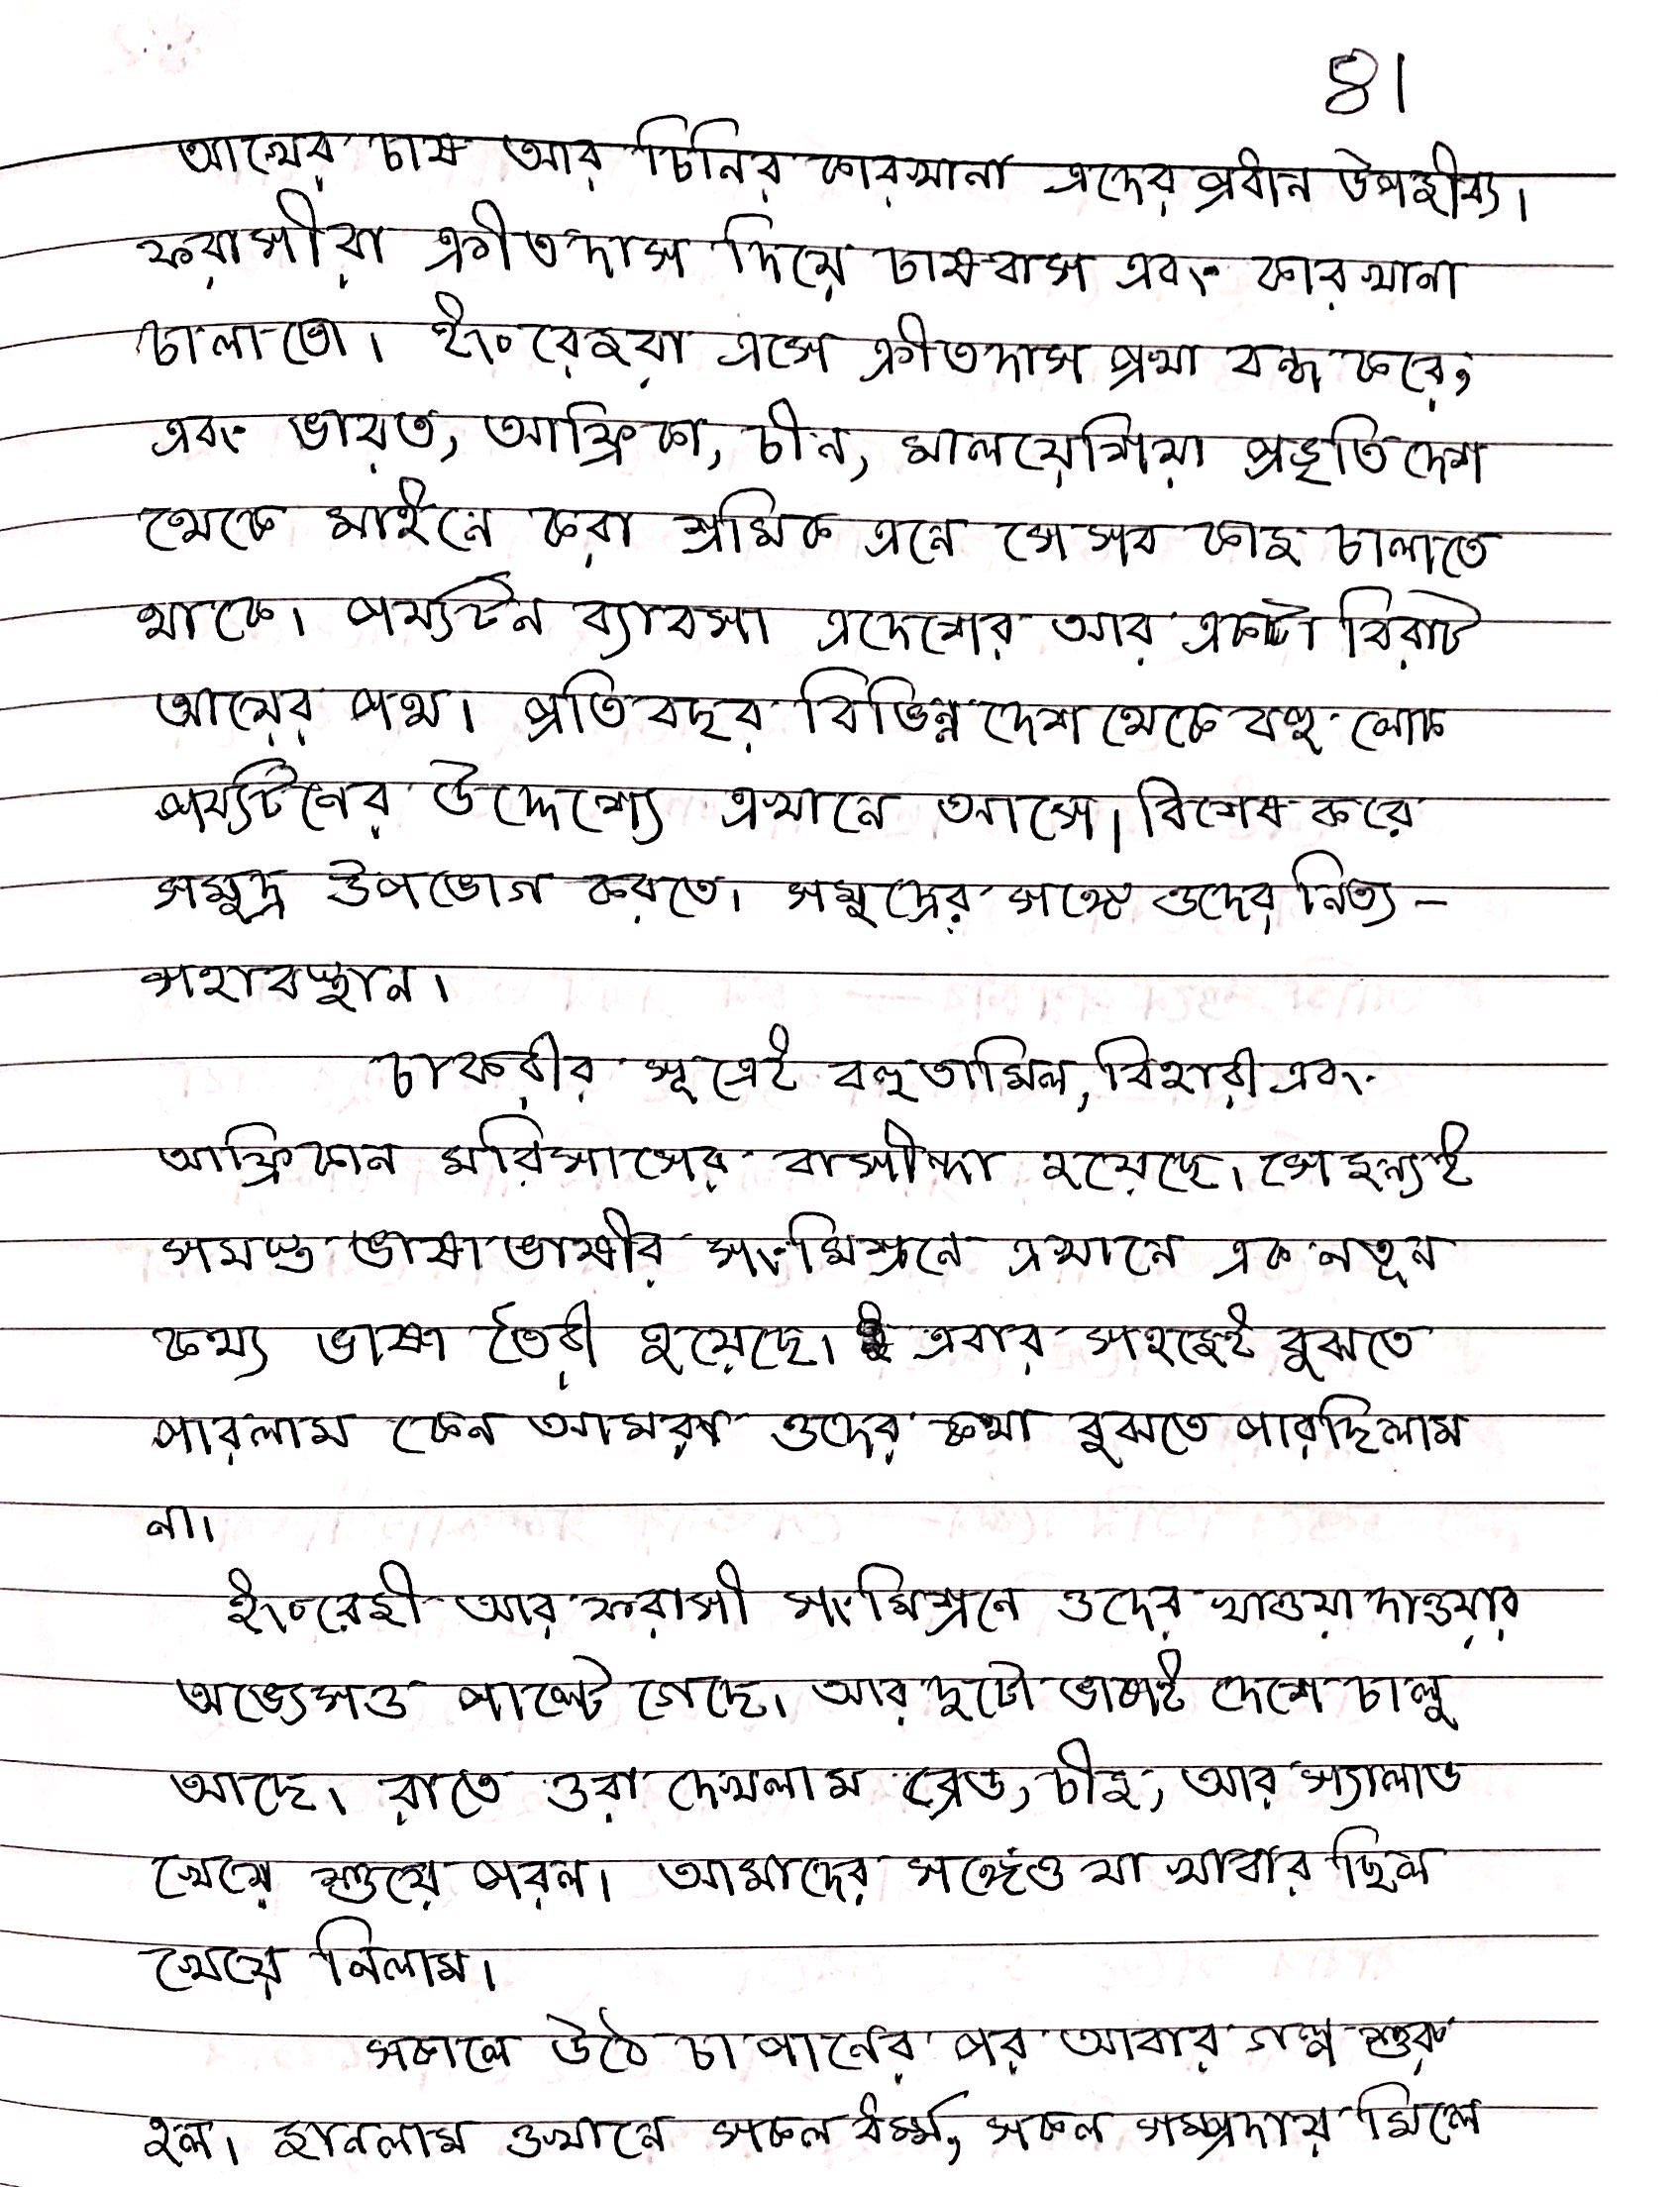 ৪১
আখের চাষ আর চিনির কারখানা এদের প্রধান উপজীব্য।
ফরাসীরা ক্রীতদাস দিয়ে চাষবাস এবং কারখানা
চালাতো। ইংরেজরা এসে ক্রীতদাস প্রথা বন্ধ করে,
এবং ভারত, আফ্রিকা, চীন, মালয়েশিয়া প্রভৃতি দেশ
থেকে মাইনে করা শ্রমিক এনে সে সব কাজ চালাতে
থাকে। পর্য্যটন ব্যাবসা এদেশের আর একটা বিরাট
আয়ের পথ। প্রতি বছর বিভিন্ন দেশ থেকে বহু লোক
পর্য্যটনের উদ্দেশ্যে এখানে আসে। বিশেষ করে
সমুদ্র উপভোগ করতে। সমুদ্রের সঙ্গে ওদের নিত্য -
সহাবস্থান।
চাকরীর সূত্রেই বহু তামিল, বিহারী এবং
আফ্রিকান মরিসাসের বাসীন্দা হয়েছে। সে জন্যই
সমস্ত ভাষাভাষীর সংমিশ্রনে এখানে এক নতূন
কথ্য ভাষা তৈরী হয়েছে। এবার সহজেই বুঝতে
পারলাম কেন আমরা ওদের কথা বুঝতে পারছিলাম
না।
ইংরেজী আর ফরাসী সংমিশ্রনে ওদের খাওয়া দাওয়ার
অভ্যেসও পাল্টে গেছে। আর দুটো ভাষাই দেশে চালু
আছে। রাতে ওরা দেখলাম ব্রেড, চীজ, আর স্যালাড
খেয়ে শুয়ে পরল। আমাদের সঙ্গেও যা খাবার ছিল
খেয়ে নিলাম।
সকালে উঠে চা পানের পর আবার গল্প শুরু
হল। জানলাম ওখানে সকল ধর্ম্ম, সকল সম্প্রদায় মিলে